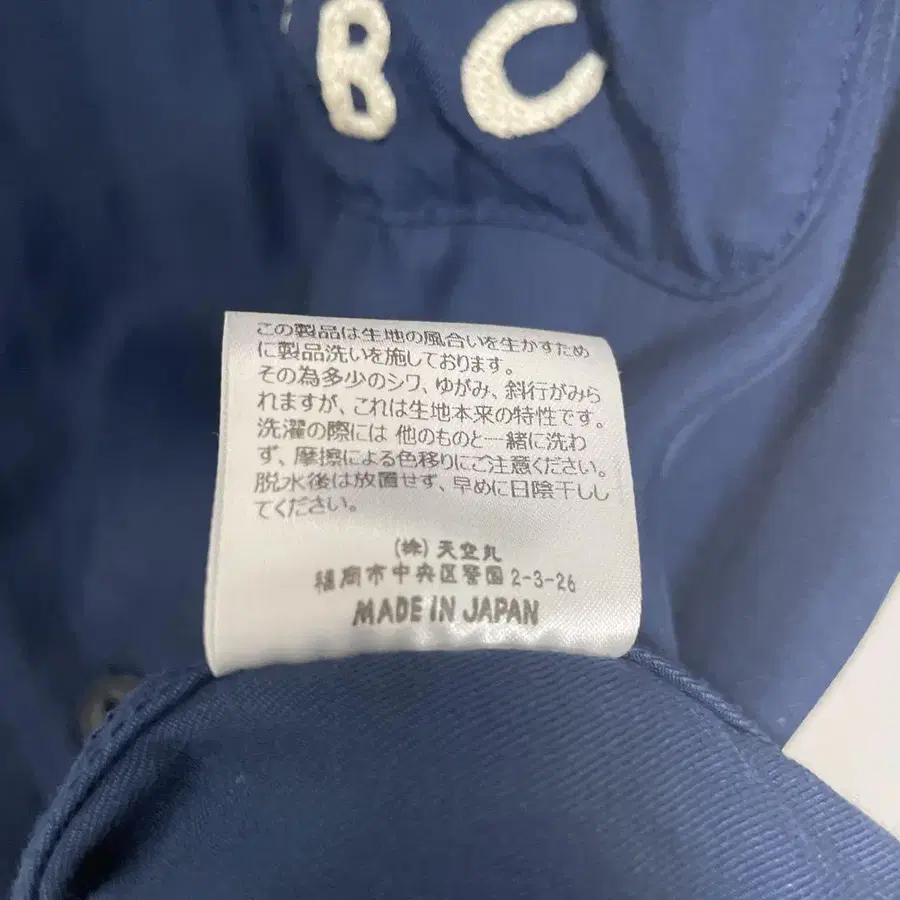 BC
この製品は生地の風合いを生かすため
に製品洗いを施しております。
その為多少のシワ、ゆがみ、斜行がみら
れますが、これは生地本来の特性です。
洗濯の際には 他のものと一緒に洗わ
ず、摩擦による色移りにご注意ください。
脱水後は放置せず、早めに日陰干しし
てください。
(株) 天空丸
福岡市中央区警固 2-3-26
MADE IN JAPAN